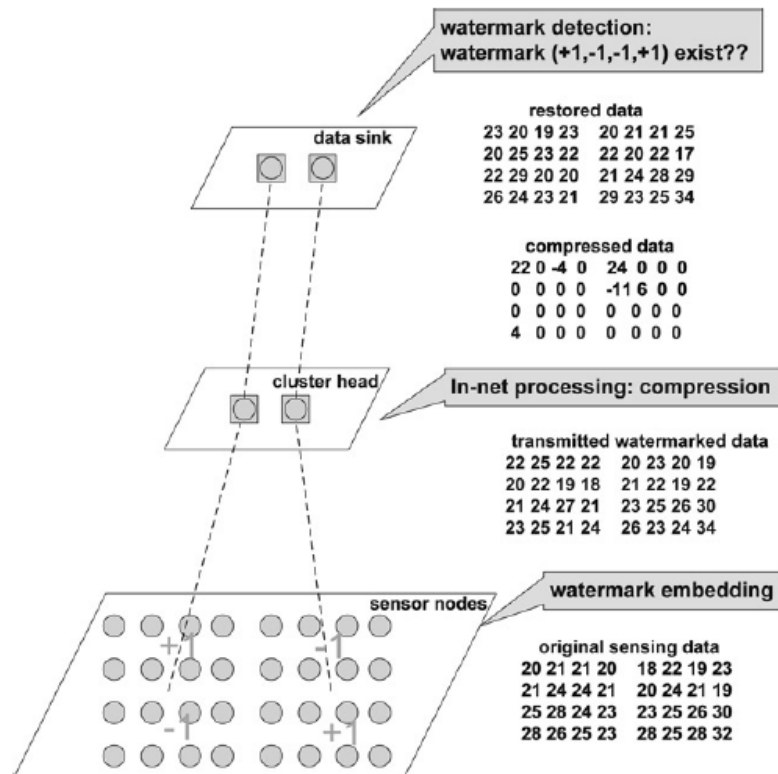 watermark detection:
watermark (+1,-1,-1,+1) exist??
restored data
23 20 19 23 20 21 21 25
20 25 23 22 22 20 22 17
22 29 20 20 21 24 28 29
26 24 23 21 29 23 25 34
data sink
compressed data
22 0 -4 0 24 0 0 0
0 0 0 0 -11 6 0 0
0 0 0 0 0 0 0 0
4 0 0 0 0 0 0 0
cluster head
In-net processing: compression
transmitted watermarked data
22 25 22 22 20 23 20 19
20 22 19 18 21 22 19 22
21 24 27 21 23 25 26 30
23 25 21 24 26 23 24 34
sensor nodes
watermark embedding
+1 -1
-1 +1
original sensing data
20 21 21 20 18 22 19 23
21 24 24 21 20 24 21 19
25 28 24 23 23 25 26 30
28 26 25 23 28 25 28 32